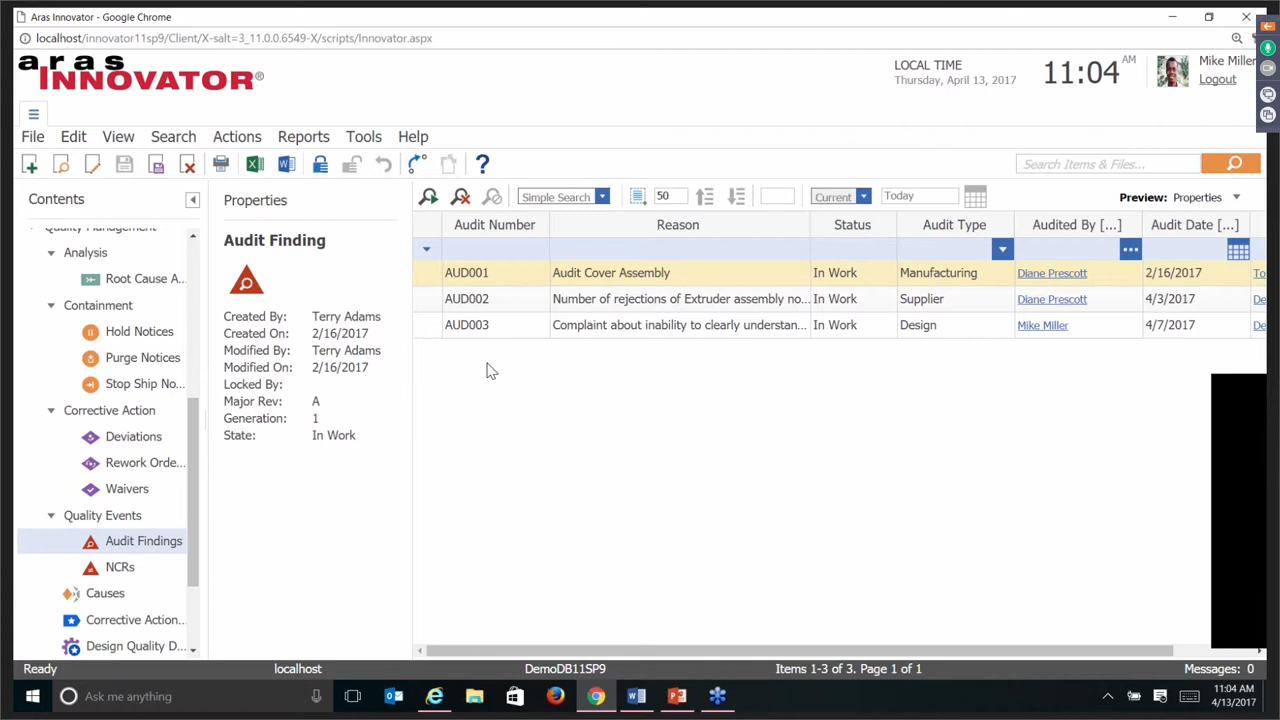 Aras Innovator - Google Chrome
localhost/innovator11sp9/Client/X-salt=3_11.0.0.6549-X/scripts/Innovator.aspx
aras
INNOVATOR®
LOCAL TIME
Thursday, April 13, 2017
11:04 AM
Mike Miller
Logout
File Edit View Search Actions Reports Tools Help
Search Items & Files...
Contents
Quality Management
Analysis
Root Cause A...
Containment
Hold Notices
Purge Notices
Stop Ship No...
Corrective Action
Deviations
Rework Orde...
Waivers
Quality Events
Audit Findings
NCRs
Causes
Corrective Action...
Design Quality D...
Properties
Audit Finding
Created By: Terry Adams
Created On: 2/16/2017
Modified By: Terry Adams
Modified On: 2/16/2017
Locked By:
Major Rev: A
Generation: 1
State: In Work
Simple Search 50 Current Today Preview: Properties
Audit Number Reason Status Audit Type Audited By [...] Audit Date [...]
AUD001 Audit Cover Assembly In Work Manufacturing Diane Prescott 2/16/2017 To
AUD002 Number of rejections of Extruder assembly no... In Work Supplier Diane Prescott 4/3/2017 De
AUD003 Complaint about inability to clearly understan... In Work Design Mike Miller 4/7/2017 De
Ready localhost DemoDB11SP9 Items 1-3 of 3. Page 1 of 1 Messages: 0
Ask me anything
11:04 AM
4/13/2017